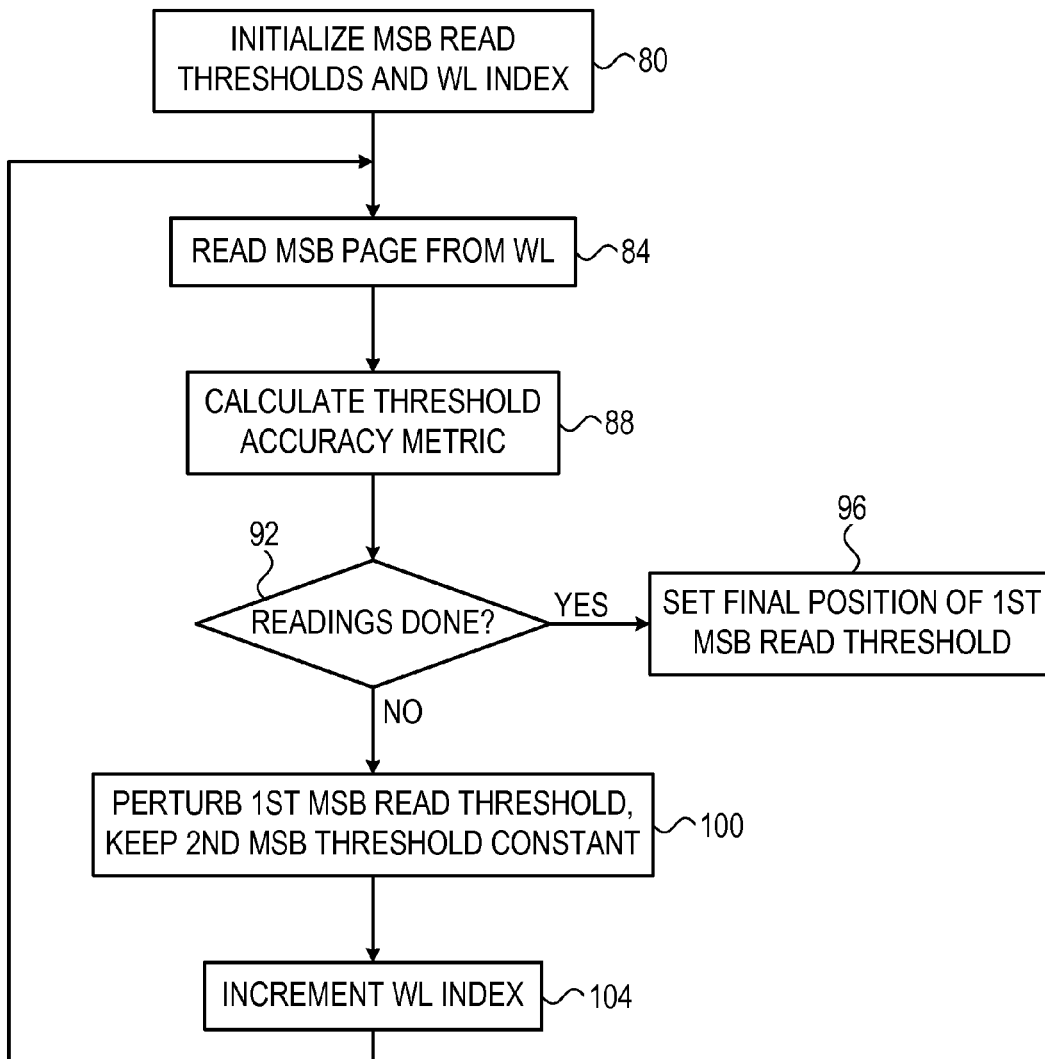 INITIALIZE MSB READ
THRESHOLDS AND WL INDEX
80
READ MSB PAGE FROM WL
84
CALCULATE THRESHOLD
ACCURACY METRIC
88
92
READINGS DONE?
YES
96
SET FINAL POSITION OF 1ST
MSB READ THRESHOLD
NO
PERTURB 1ST MSB READ THRESHOLD,
KEEP 2ND MSB THRESHOLD CONSTANT
100
INCREMENT WL INDEX
104